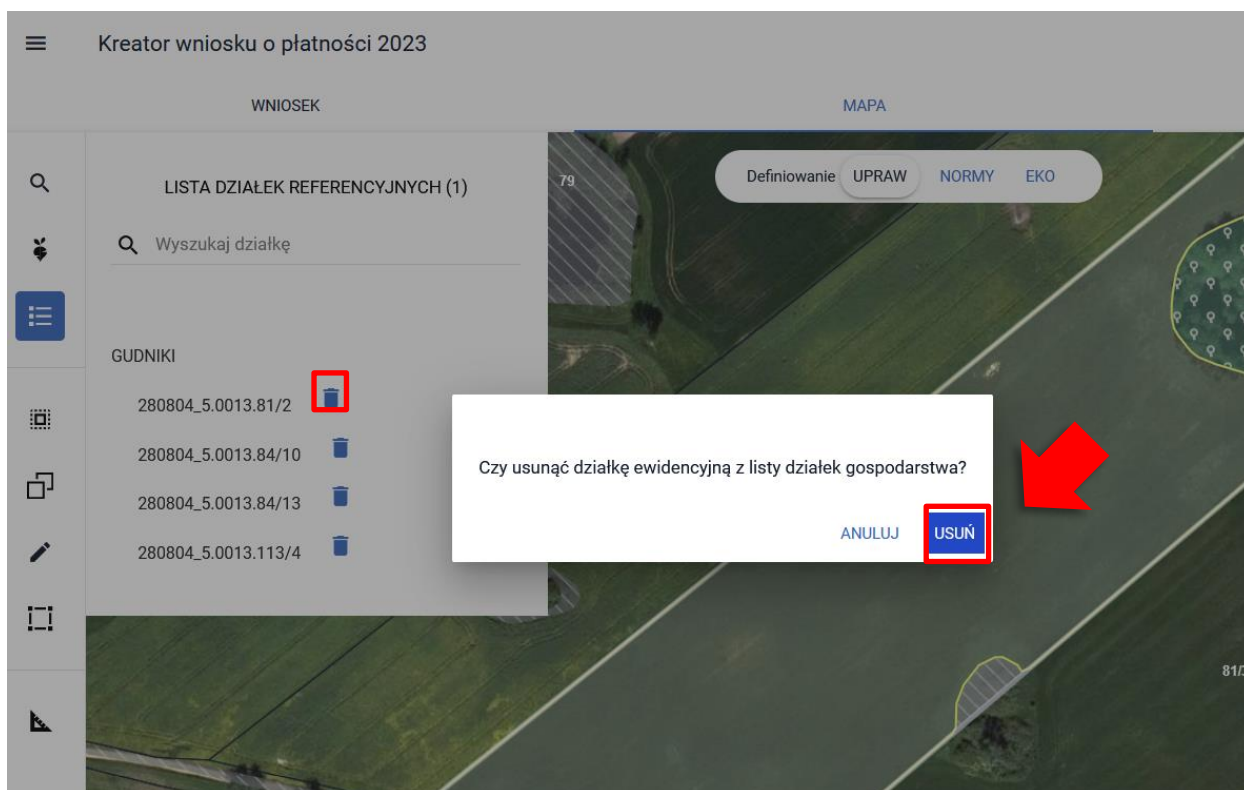 Kreator wniosku o płatności 2023
WNIOSEK
MAPA
LISTA DZIAŁEK REFERENCYJNYCH (1)
Wyszukaj działkę
79
Definiowanie UPRAW NORMY EKO
GUDNIKI
280804_5.0013.81/2
280804_5.0013.84/10
280804_5.0013.84/13
280804_5.0013.113/4
Czy usunąć działkę ewidencyjną z listy działek gospodarstwa?
ANULUJ USUŃ